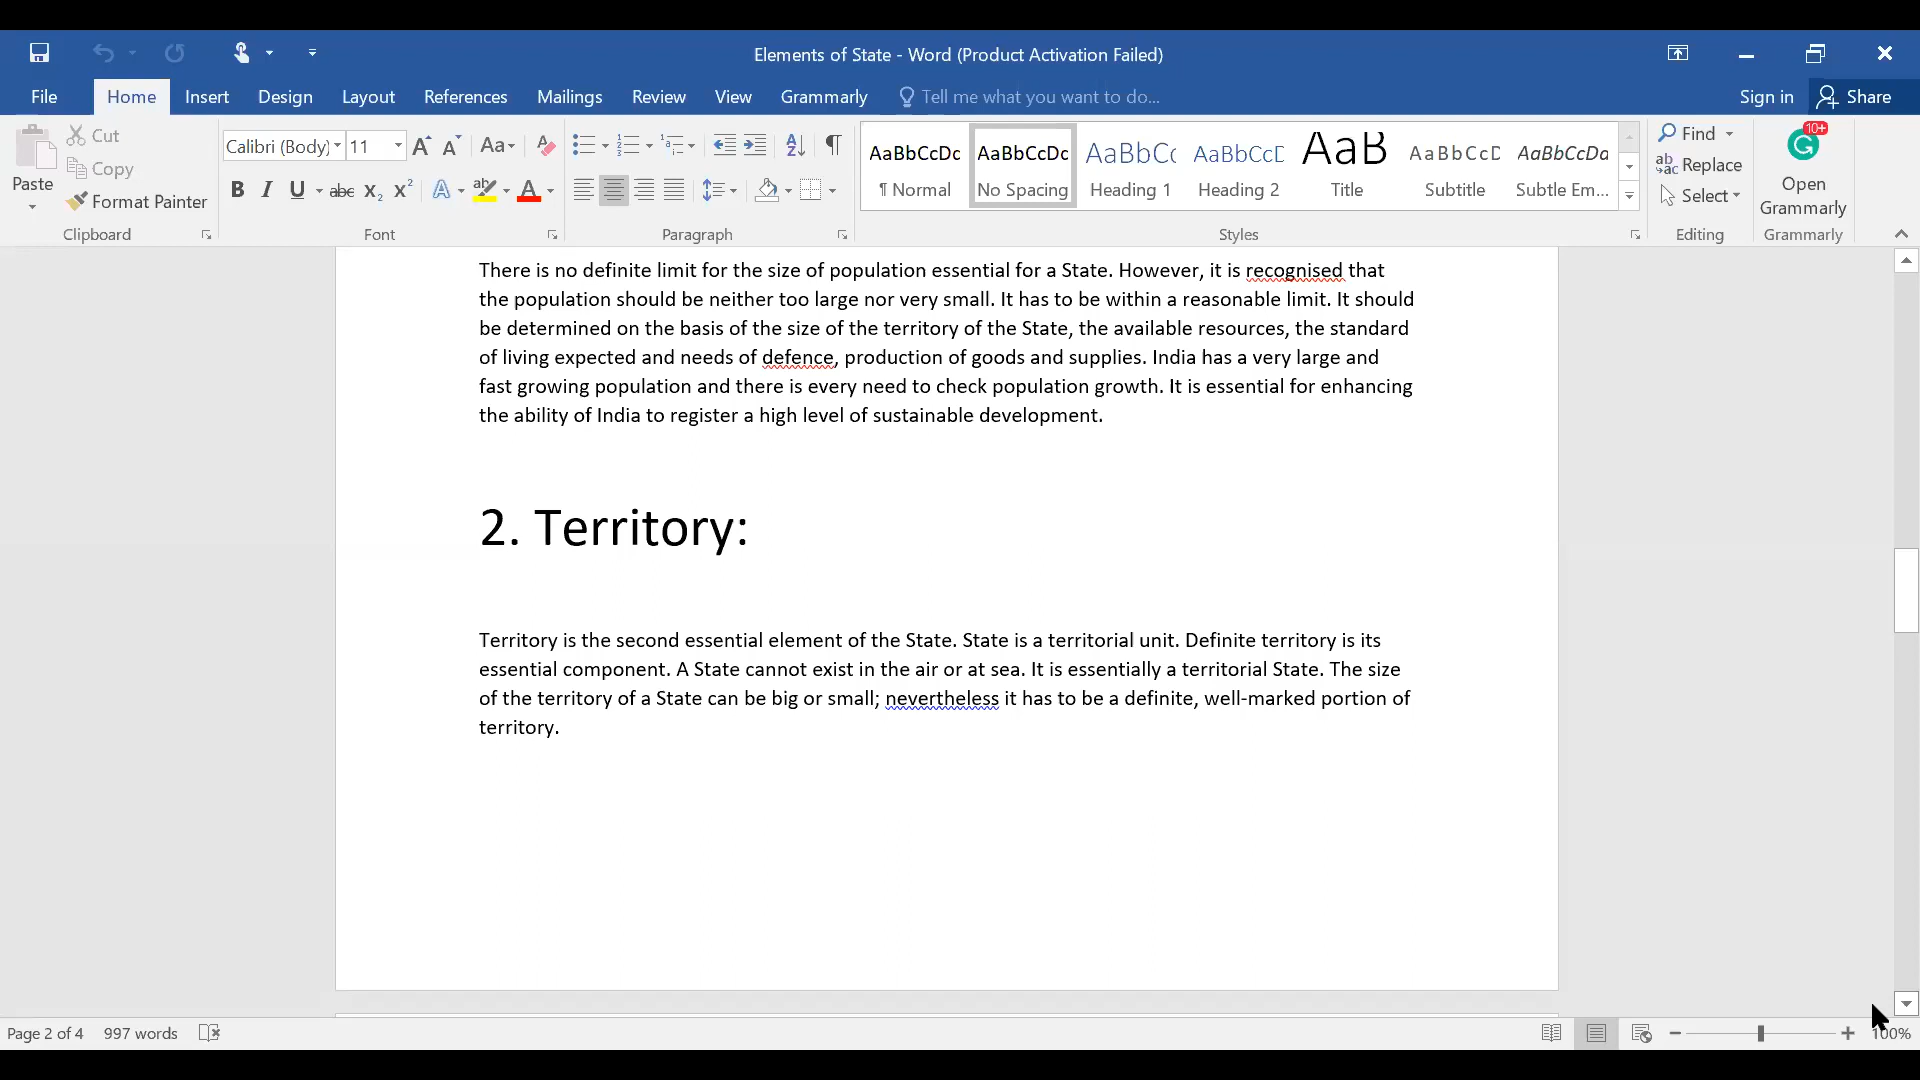 Elements of State - Word (Product Activation Failed)
File Home Insert Design Layout References Mailings Review View Grammarly Tell me what you want to do... Sign in Share
Paste
Cut
Copy
Format Painter
Clipboard
Calibri (Body) 11
Font
Paragraph
AaBbCcDc AaBbCcDc AaBbCc AaBbCcD AaB AaBbCcD AaBbCcDa
¶ Normal No Spacing Heading 1 Heading 2 Title Subtitle Subtle Em...
Styles
Find
Replace
Select
Editing
10+
Open
Grammarly
Grammarly
There is no definite limit for the size of population essential for a State. However, it is recognised that
the population should be neither too large nor very small. It has to be within a reasonable limit. It should
be determined on the basis of the size of the territory of the State, the available resources, the standard
of living expected and needs of defence, production of goods and supplies. India has a very large and
fast growing population and there is every need to check population growth. It is essential for enhancing
the ability of India to register a high level of sustainable development.
2. Territory:
Territory is the second essential element of the State. State is a territorial unit. Definite territory is its
essential component. A State cannot exist in the air or at sea. It is essentially a territorial State. The size
of the territory of a State can be big or small; nevertheless it has to be a definite, well-marked portion of
territory.
Page 2 of 4 997 words 100%